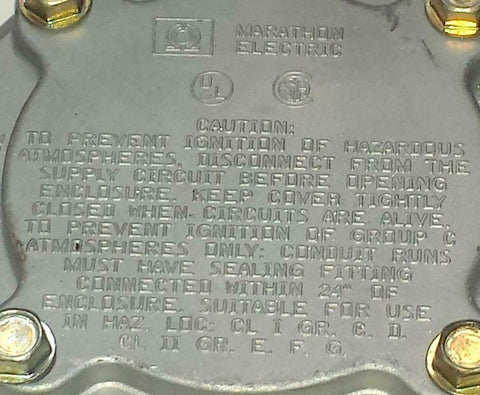 MARATHON
ELECTRIC
UL
CAUTION:
TO PREVENT IGNITION OF HAZARDOUS
ATMOSPHERES, DISCONNECT FROM THE
SUPPLY CIRCUIT BEFORE OPENING
ENCLOSURE. KEEP COVER TIGHTLY
CLOSED WHEN CIRCUITS ARE ALIVE.
TO PREVENT IGNITION OF GROUP C
ATMOSPHERES ONLY: CONDUIT RUNS
MUST HAVE SEALING FITTING
CONNECTED WITHIN 24" OF
ENCLOSURE. SUITABLE FOR USE
IN HAZ. LOC: CL I GR. C. D.
CL II GR. E. F. G.